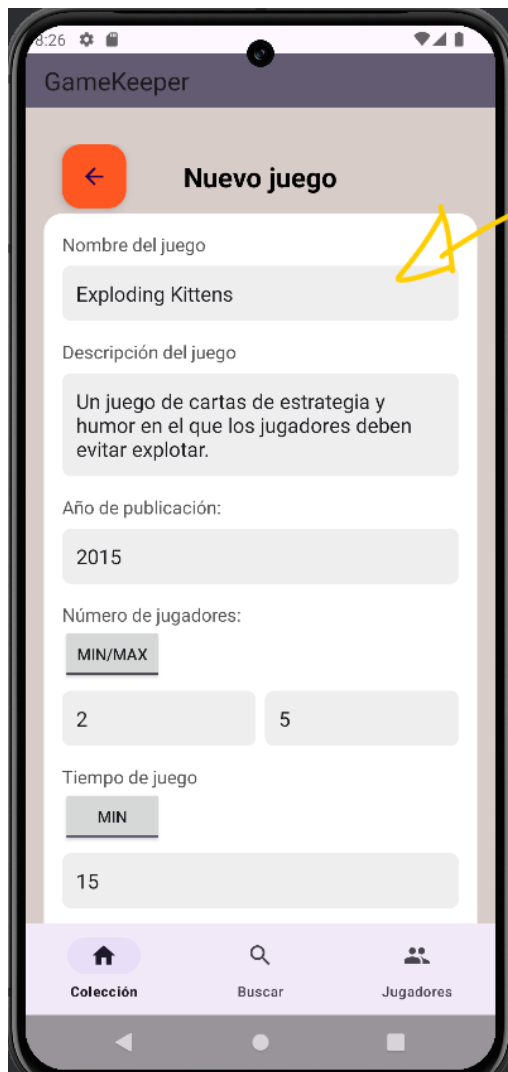 8:26
GameKeeper
Nuevo juego
Nombre del juego
Exploding Kittens
Descripción del juego
Un juego de cartas de estrategia y
humor en el que los jugadores deben
evitar explotar.
Año de publicación:
2015
Número de jugadores:
MIN/MAX
2 5
Tiempo de juego
MIN
15
Colección Buscar Jugadores